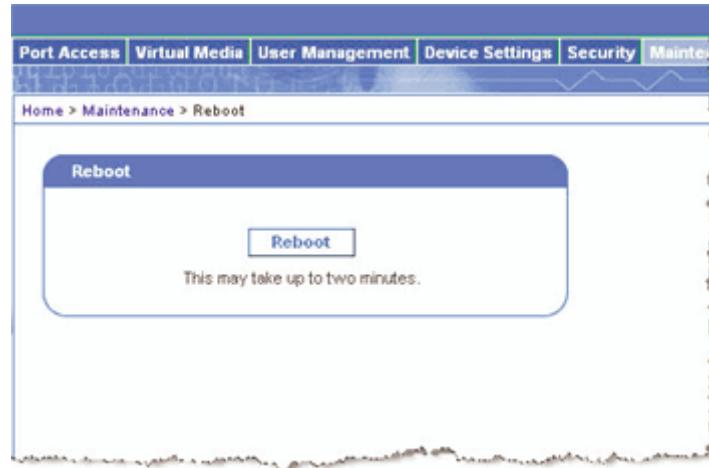 Port Access Virtual Media User Management Device Settings Security
Home > Maintenance > Reboot
Reboot
Reboot
This may take up to two minutes.